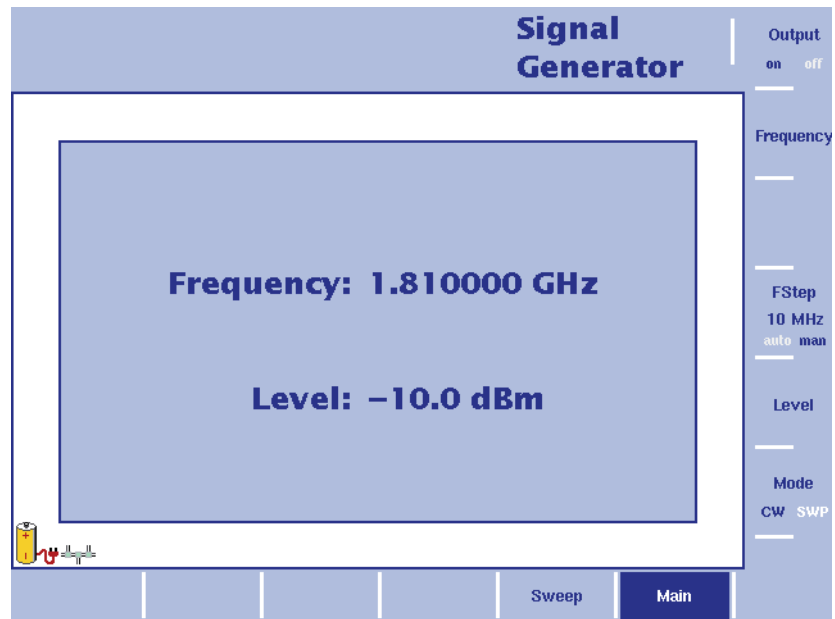 Signal
Generator
Output
on off
Frequency
Frequency: 1.810000 GHz
FStep
10 MHz
auto man
Level: −10.0 dBm
Level
Mode
CW SWP
+
Sweep
Main